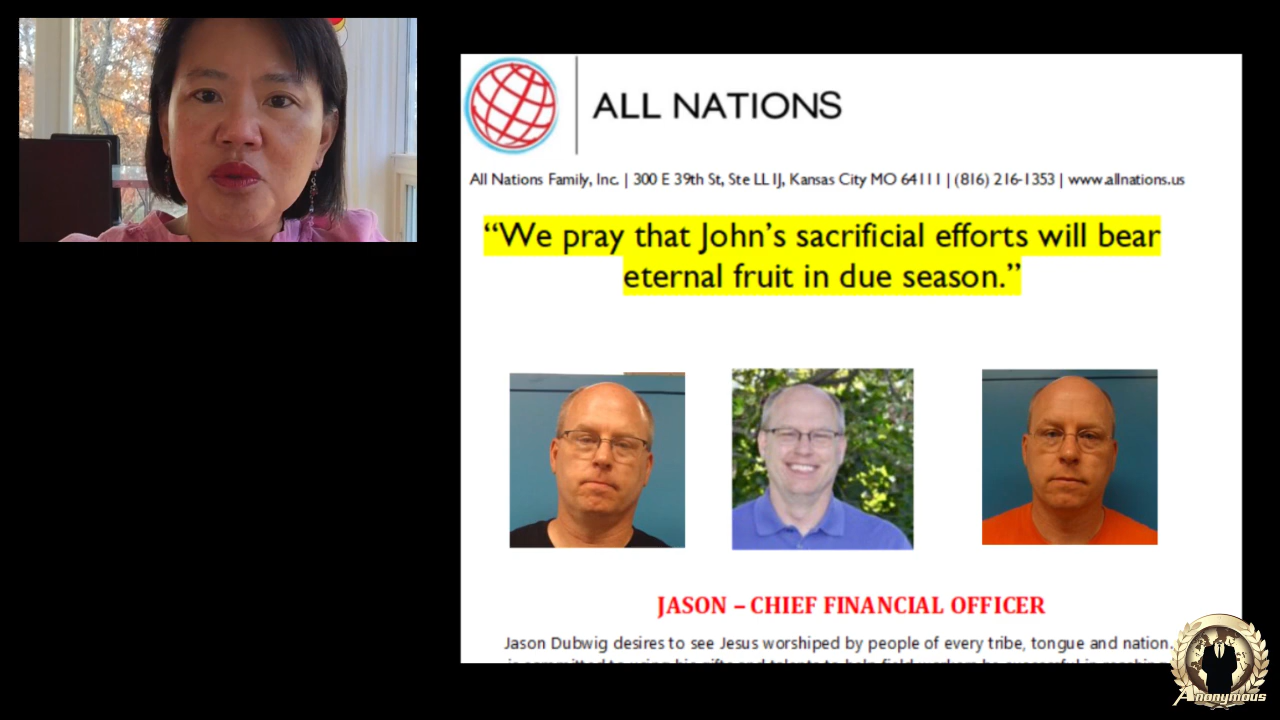 ALL NATIONS
All Nations Family, Inc. | 300 E 39th St, Ste LL IJ, Kansas City MO 64111 | (816) 216-1353 | www.allnations.us
“We pray that John’s sacrificial efforts will bear
eternal fruit in due season.”
JASON – CHIEF FINANCIAL OFFICER
Jason Dubwig desires to see Jesus worshiped by people of every tribe, tongue and nation.
Anonymous